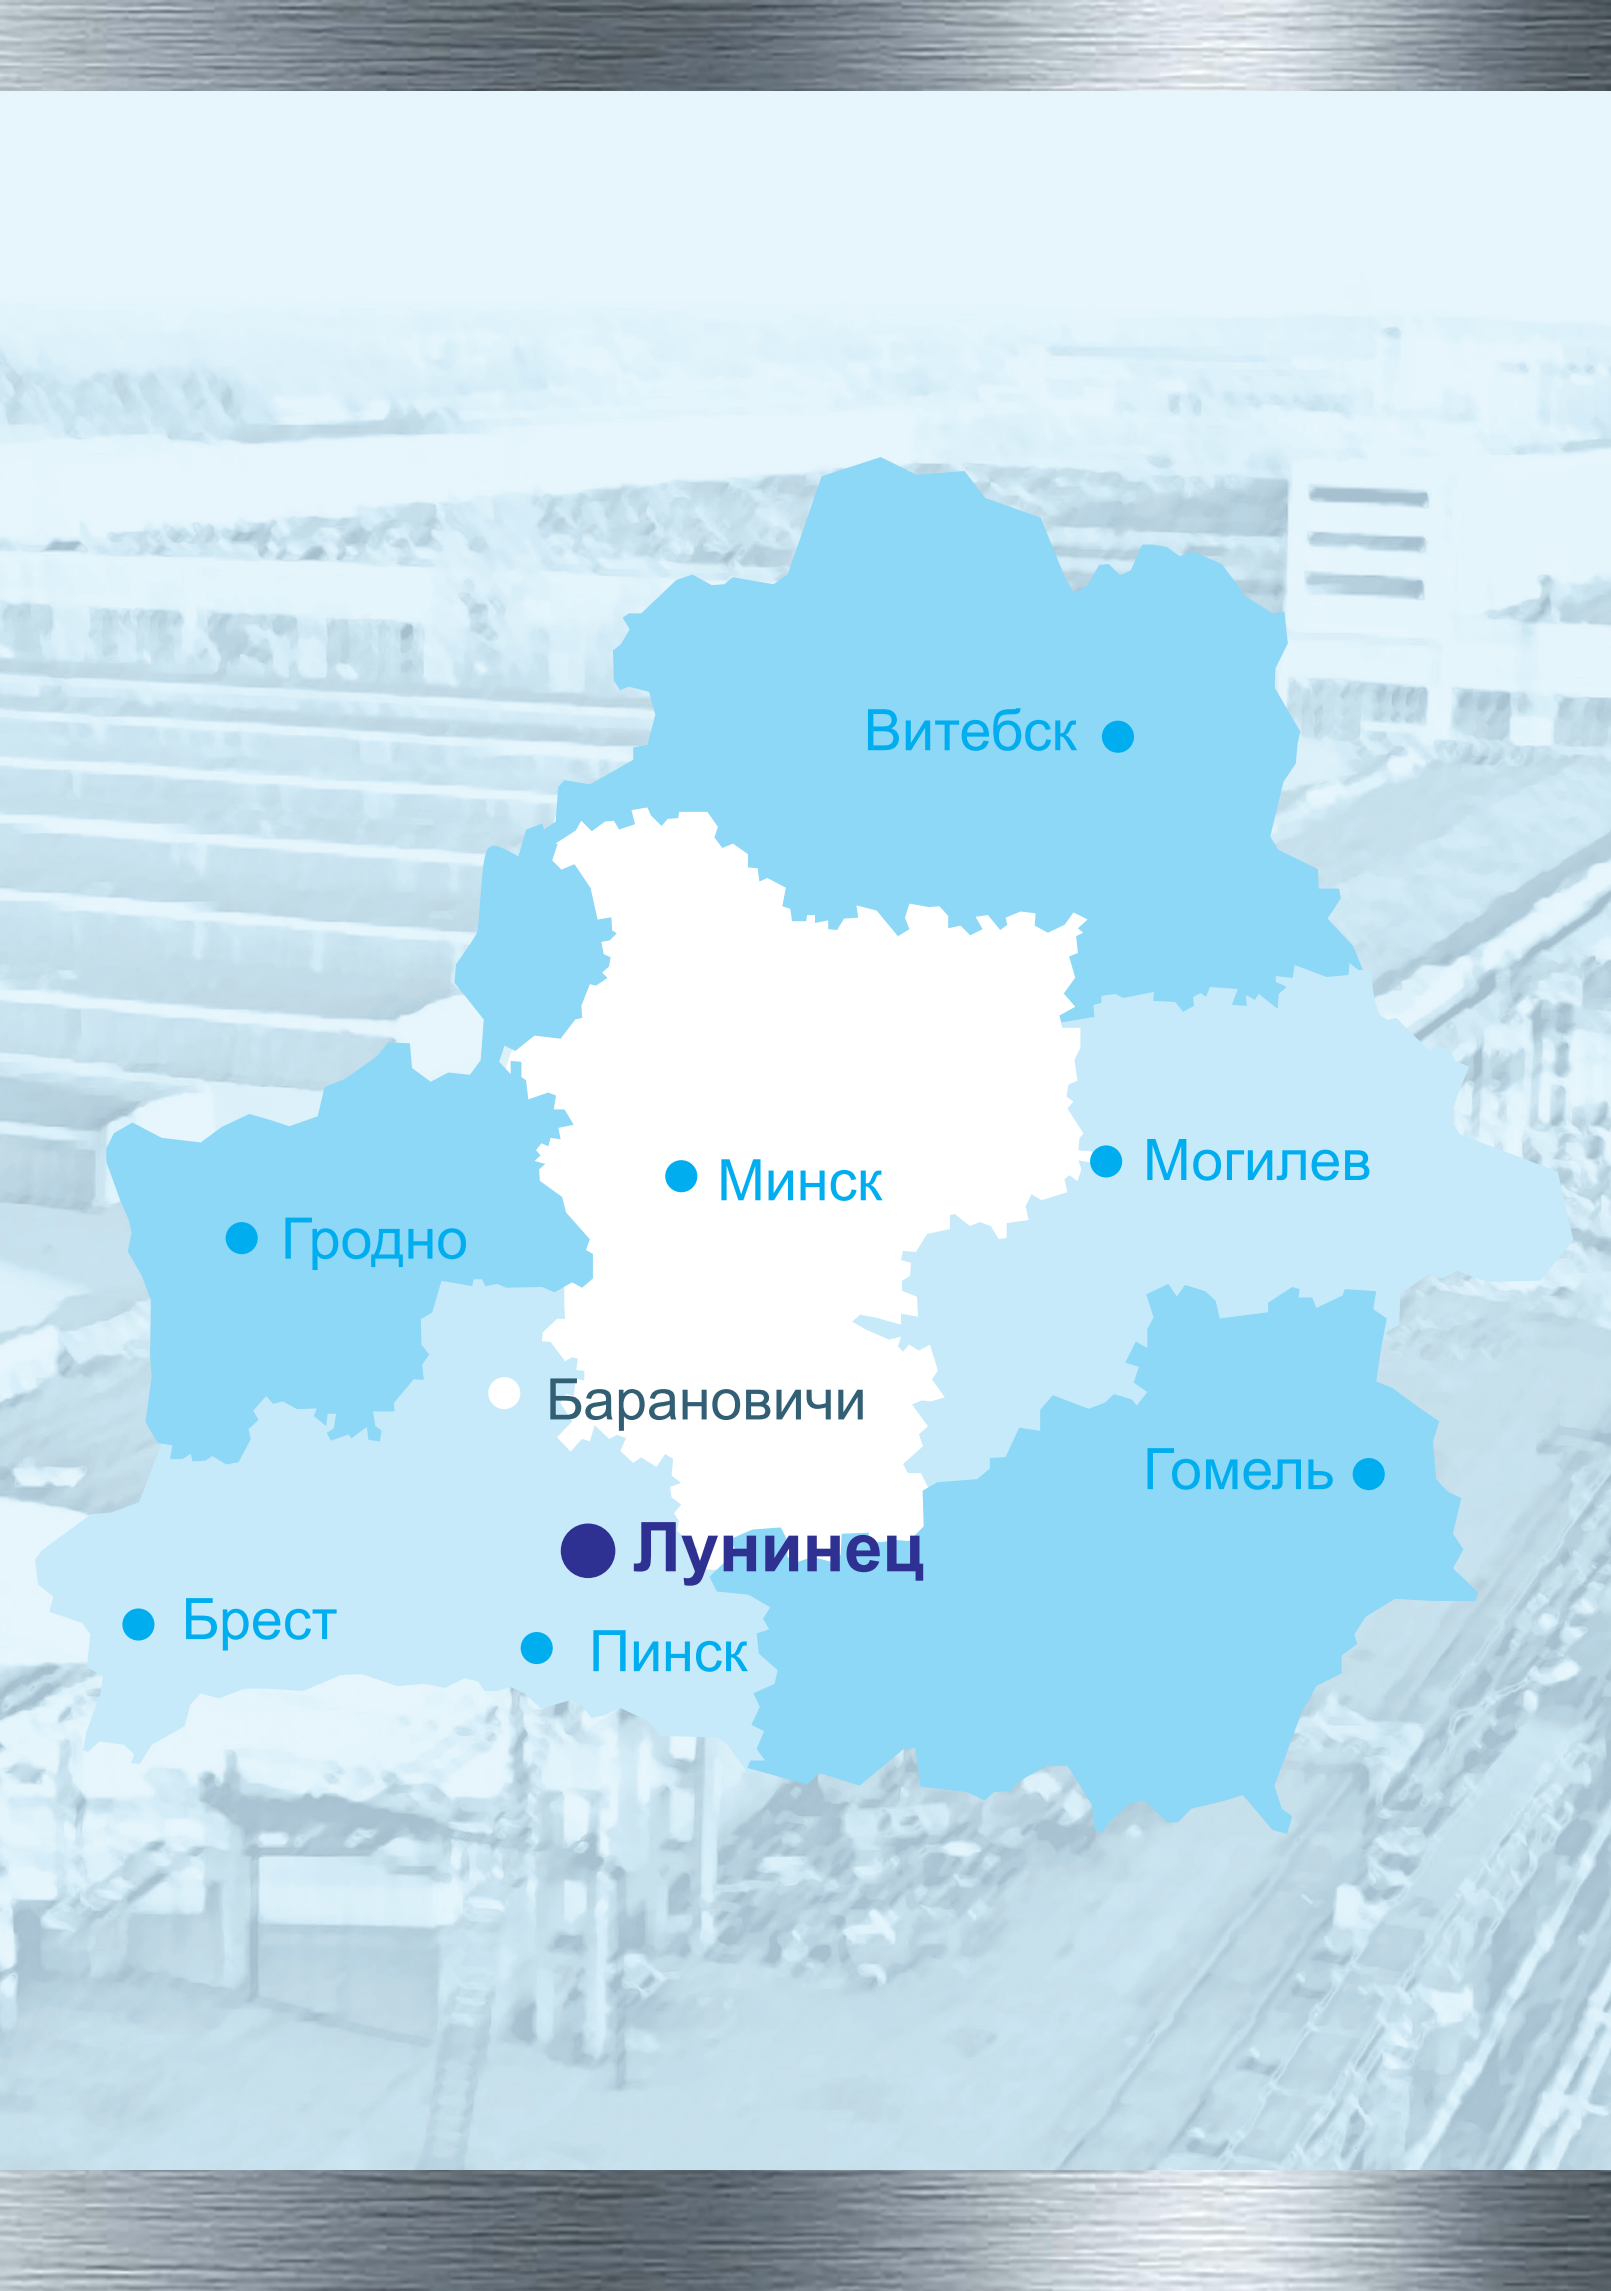 Витебск
Могилев
Минск
Гродно
Барановичи
Гомель
Лунинец
Брест
Пинск